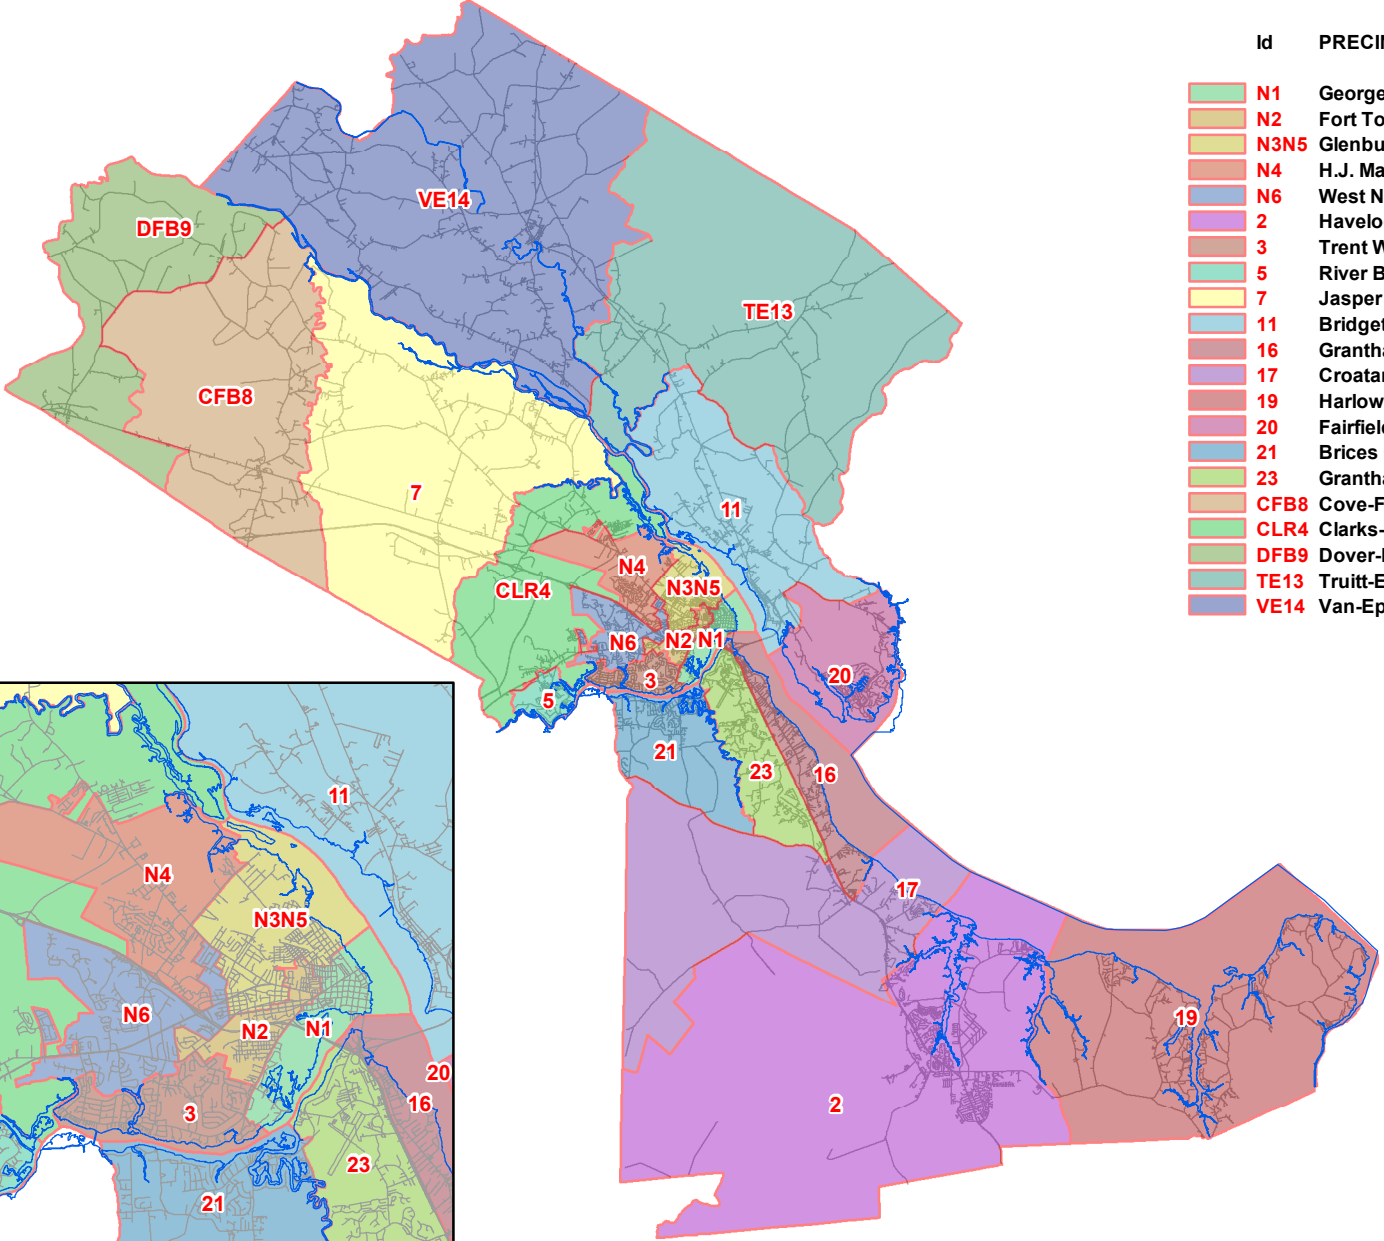 Id PRECI
N1 George
N2 Fort To
N3N5 Glenbu
N4 H.J. Ma
N6 West N
2 Havelo
3 Trent W
5 River B
7 Jasper
11 Bridget
16 Grantha
17 Croatan
19 Harlow
20 Fairfield
21 Brices
23 Grantha
CFB8 Cove-F
CLR4 Clarks-
DFB9 Dover-
TE13 Truitt-E
VE14 Van-Ep
VE14
DFB9
TE13
CFB8
7
11
N4
CLR4
N3N5
N6
N2
N1
20
3
5
21
23
16
17
19
2
11
N4
N3N5
N6
N2
N1
20
16
3
23
21